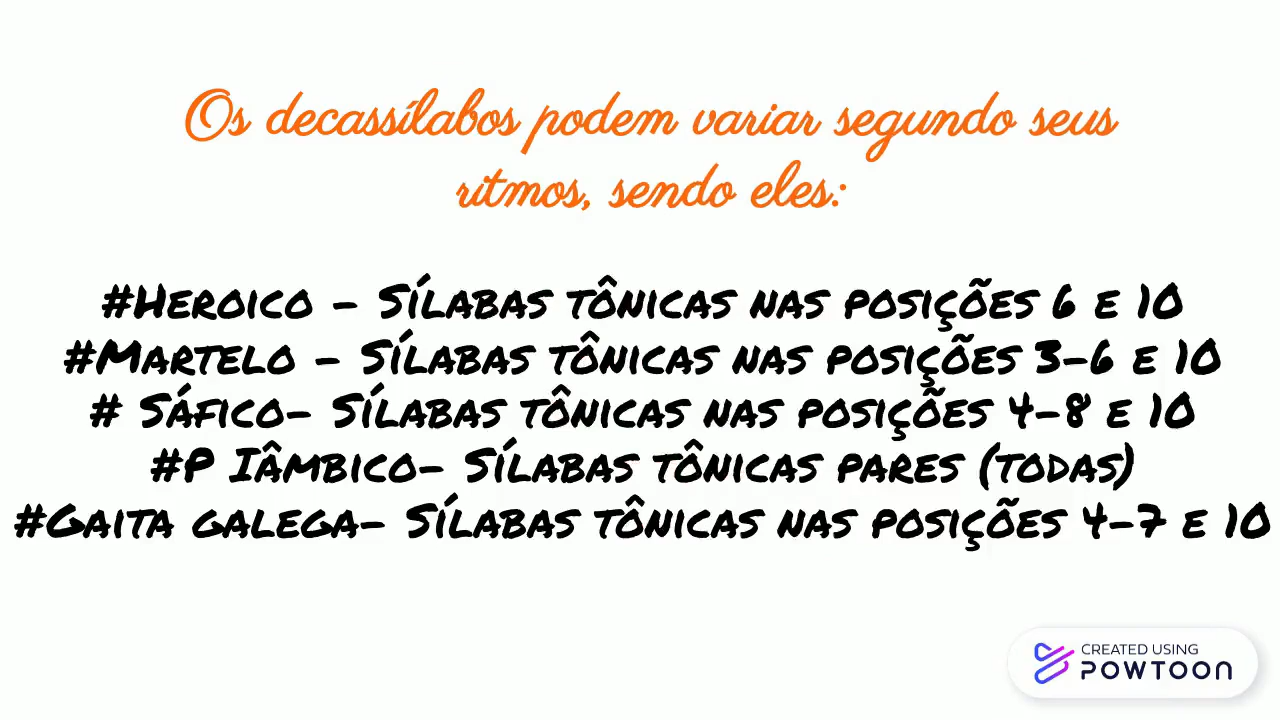 Os decassílabos podem variar segundo seus
ritmos, sendo eles:
#Heroico - Sílabas tônicas nas posições 6 e 10
#Martelo - Sílabas tônicas nas posições 3-6 e 10
# Sáfico- Sílabas tônicas nas posições 4-8 e 10
#P Iâmbico- Sílabas tônicas pares (todas)
#Gaita galega- Sílabas tônicas nas posições 4-7 e 10
CREATED USING
POWTOON